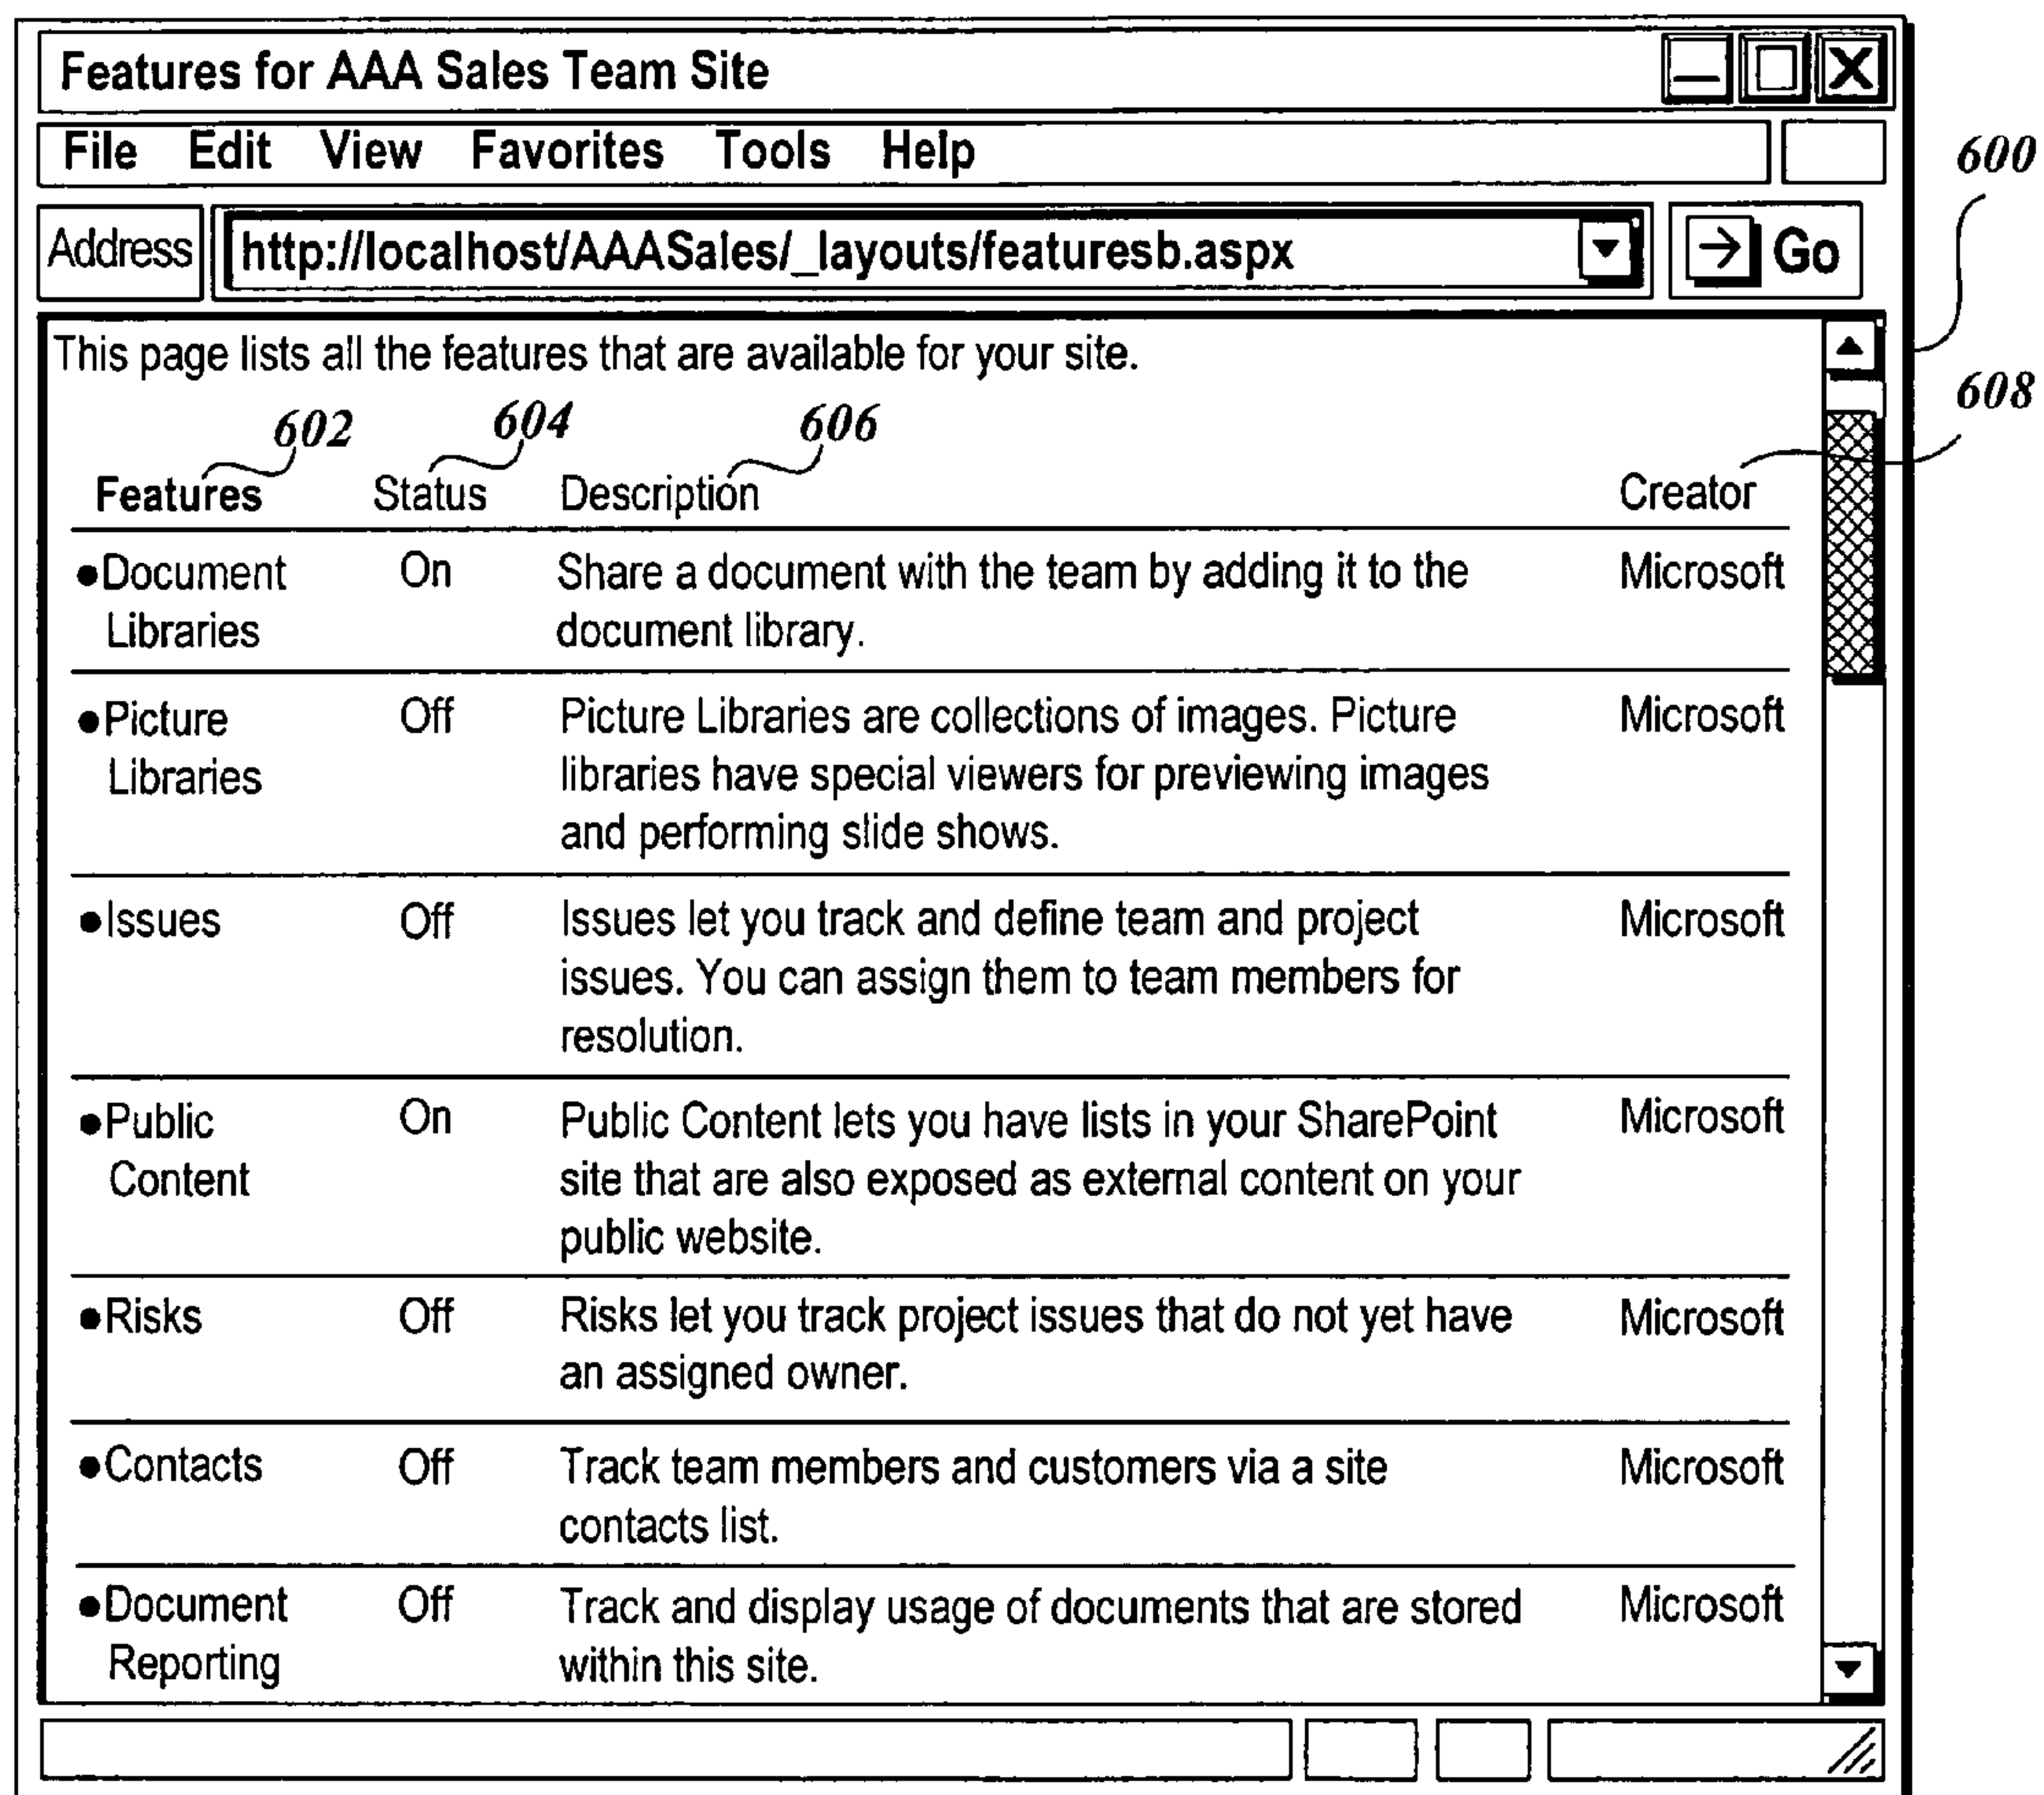 Features for AAA Sales Team Site
File Edit View Favorites Tools Help
600
Address http://localhost/AAASales/_layouts/featuresb.aspx Go
This page lists all the features that are available for your site.
608
602 604 606
Features Status Description Creator
•Document On Share a document with the team by adding it to the Microsoft
Libraries document library.
•Picture Off Picture Libraries are collections of images. Picture Microsoft
Libraries libraries have special viewers for previewing images
and performing slide shows.
•Issues Off Issues let you track and define team and project Microsoft
issues. You can assign them to team members for
resolution.
•Public On Public Content lets you have lists in your SharePoint Microsoft
Content site that are also exposed as external content on your
public website.
•Risks Off Risks let you track project issues that do not yet have Microsoft
an assigned owner.
•Contacts Off Track team members and customers via a site Microsoft
contacts list.
•Document Off Track and display usage of documents that are stored Microsoft
Reporting within this site.